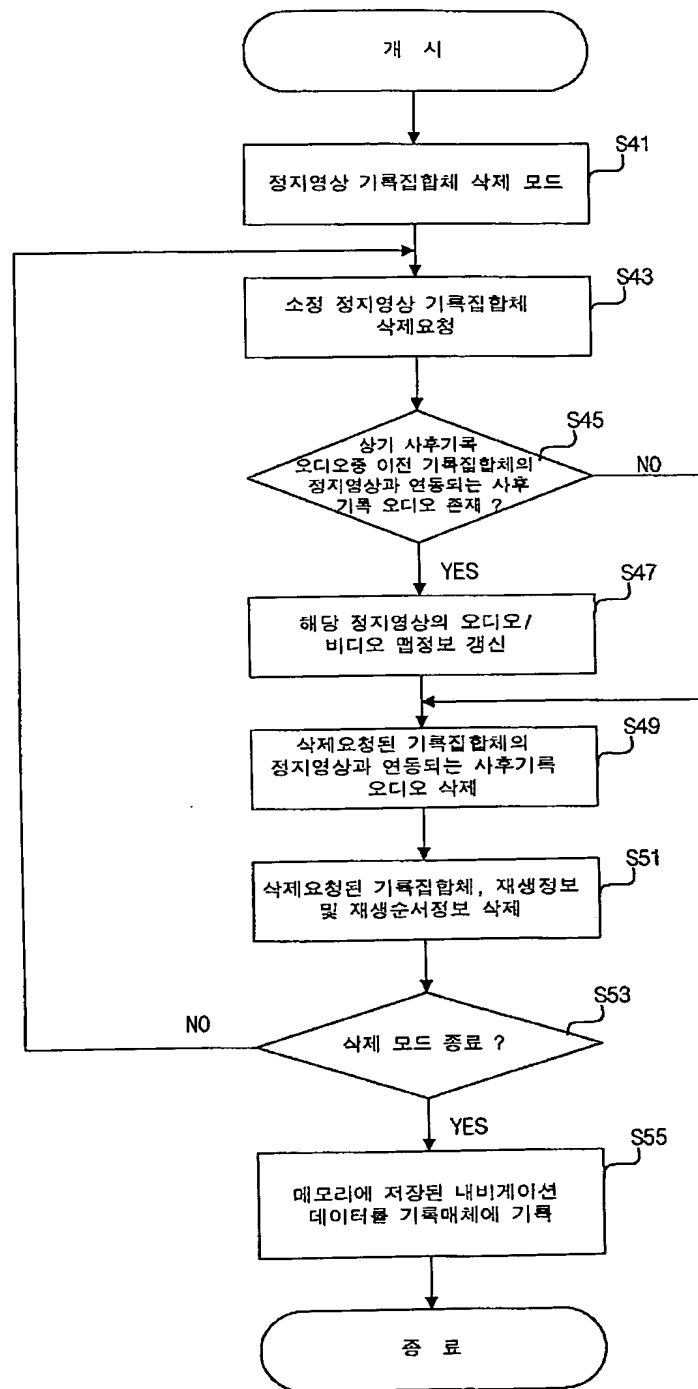 개 시
S41
정지영상 기록집합체 삭제 모드
S43
소정 정지영상 기록집합체
삭제요청
S45
상기 사후기록
오디오중 이전 기록집합체의
정지영상과 연동되는 사후
기록 오디오 존재 ?
NO
YES
S47
해당 정지영상의 오디오/
비디오 맵정보 갱신
S49
삭제요청된 기록집합체의
정지영상과 연동되는 사후기록
오디오 삭제
S51
삭제요청된 기록집합체, 재생정보
및 재생순서정보 삭제
S53
NO
삭제 모드 종료 ?
YES
S55
메모리에 저장된 내비게이션
데이터를 기록매체에 기록
종 료